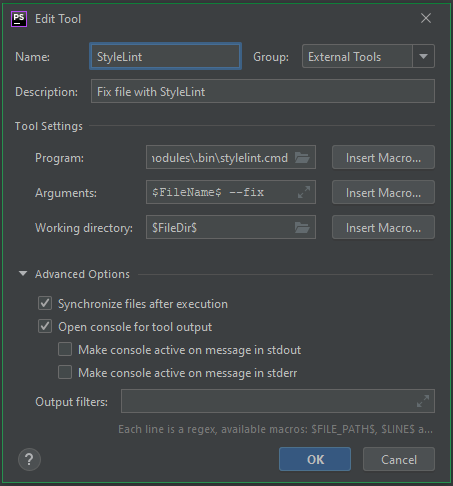 PS Edit Tool
Name: StyleLint Group: External Tools
Description: Fix file with StyleLint
Tool Settings
Program: nodules\.bin\stylelint.cmd Insert Macro...
Arguments: $FileName$ --fix Insert Macro...
Working directory: $FileDir$ Insert Macro...
Advanced Options
Synchronize files after execution
Open console for tool output
Make console active on message in stdout
Make console active on message in stderr
Output filters:
Each line is a regex, available macros: $FILE_PATH$, $LINE$ a...
? OK Cancel